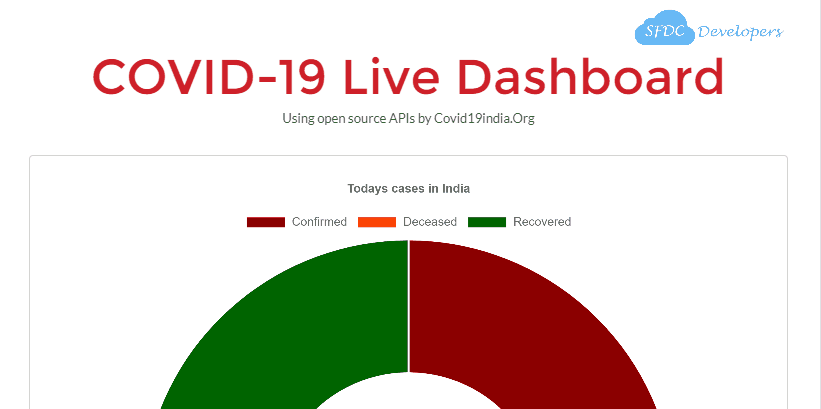 SFDC Developers
COVID-19 Live Dashboard
Using open source APIs by Covid19india.Org
Todays cases in India
Confirmed Deceased Recovered